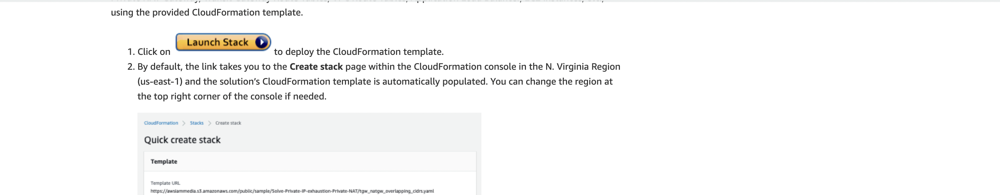 using the provided CloudFormation template.
1. Click on Launch Stack to deploy the CloudFormation template.
2. By default, the link takes you to the Create stack page within the CloudFormation console in the N. Virginia Region
(us-east-1) and the solution’s CloudFormation template is automatically populated. You can change the region at
the top right corner of the console if needed.
CloudFormation > Stacks > Create stack
Quick create stack
Template
Template URL
https://awsiammedia.s3.amazonaws.com/public/sample/Solve-Private-IP-exhaustion-Private-NAT/tgw_natgw_overlapping_cidrs.yaml